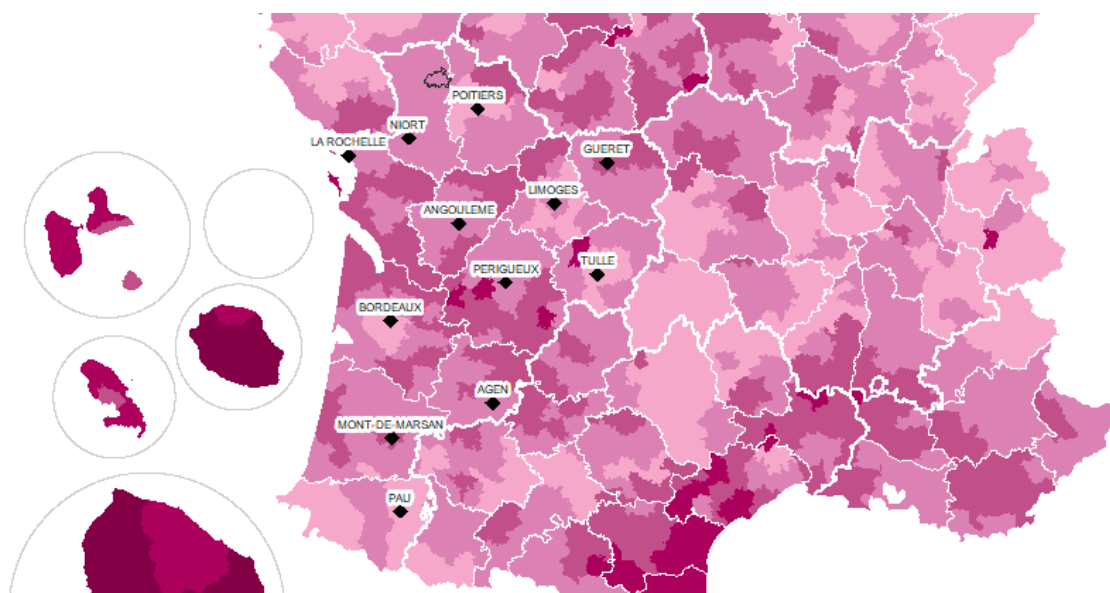 POITIERS
NIORT
LA ROCHELLE
GUERET
LIMOGES
ANGOULEME
TULLE
PERIGUEUX
BORDEAUX
AGEN
MONT-DE-MARSAN
PAU